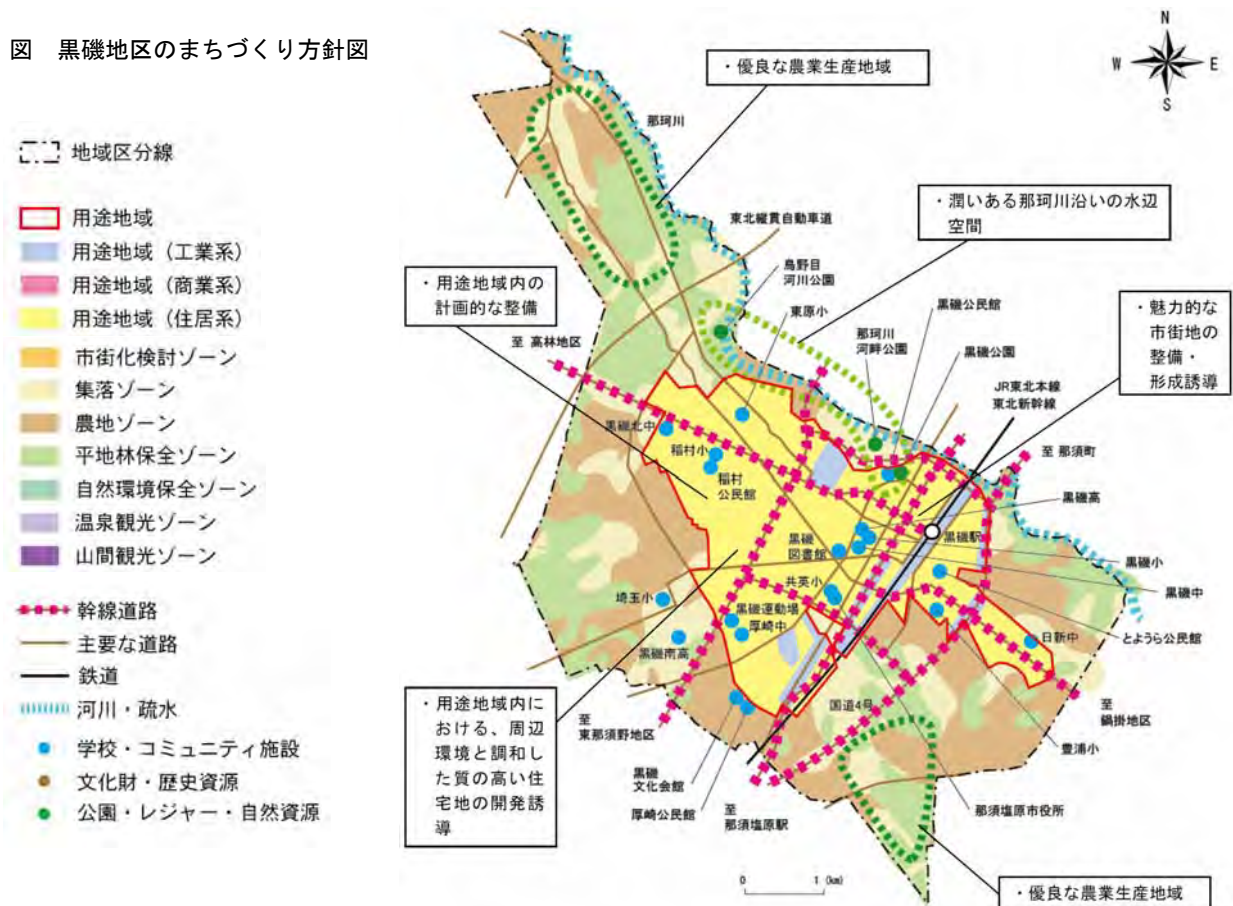 図　黒磯地区のまちづくり方針図
N
W
E
S
地域区分線
用途地域
用途地域（工業系）
用途地域（商業系）
用途地域（住居系）
市街化検討ゾーン
集落ゾーン
農地ゾーン
平地林保全ゾーン
自然環境保全ゾーン
温泉観光ゾーン
山間観光ゾーン
幹線道路
主要な道路
鉄道
河川・疏水
学校・コミュニティ施設
文化財・歴史資源
公園・レジャー・自然資源
・優良な農業生産地域
那珂川
・潤いある那珂川沿いの水辺
空間
東北縦貫自動車道
・用途地域内の
計画的な整備
鳥野目
河川公園
東原小
黒磯公民館
那珂川
河畔公園
黒磯公園
・魅力的な
市街地の
整備・
形成誘導
至 高林地区
JR東北本線
東北新幹線
至 那須町
黒磯北中
稲村小
稲村
公民館
黒磯高
黒磯駅
黒磯
図書館
黒磯小
共英小
黒磯中
埼玉小
黒磯運動場
厚崎中
とようら公民館
日新中
黒磯南高
・用途地域内に
おける、周辺
環境と調和し
た質の高い住
宅地の開発誘
導
至
東那須野地区
国道4号
至
鍋掛地区
豊浦小
黒磯
文化会館
厚崎公民館
至
那須塩原駅
那須塩原市役所
0 1 (km)
・優良な農業生産地域